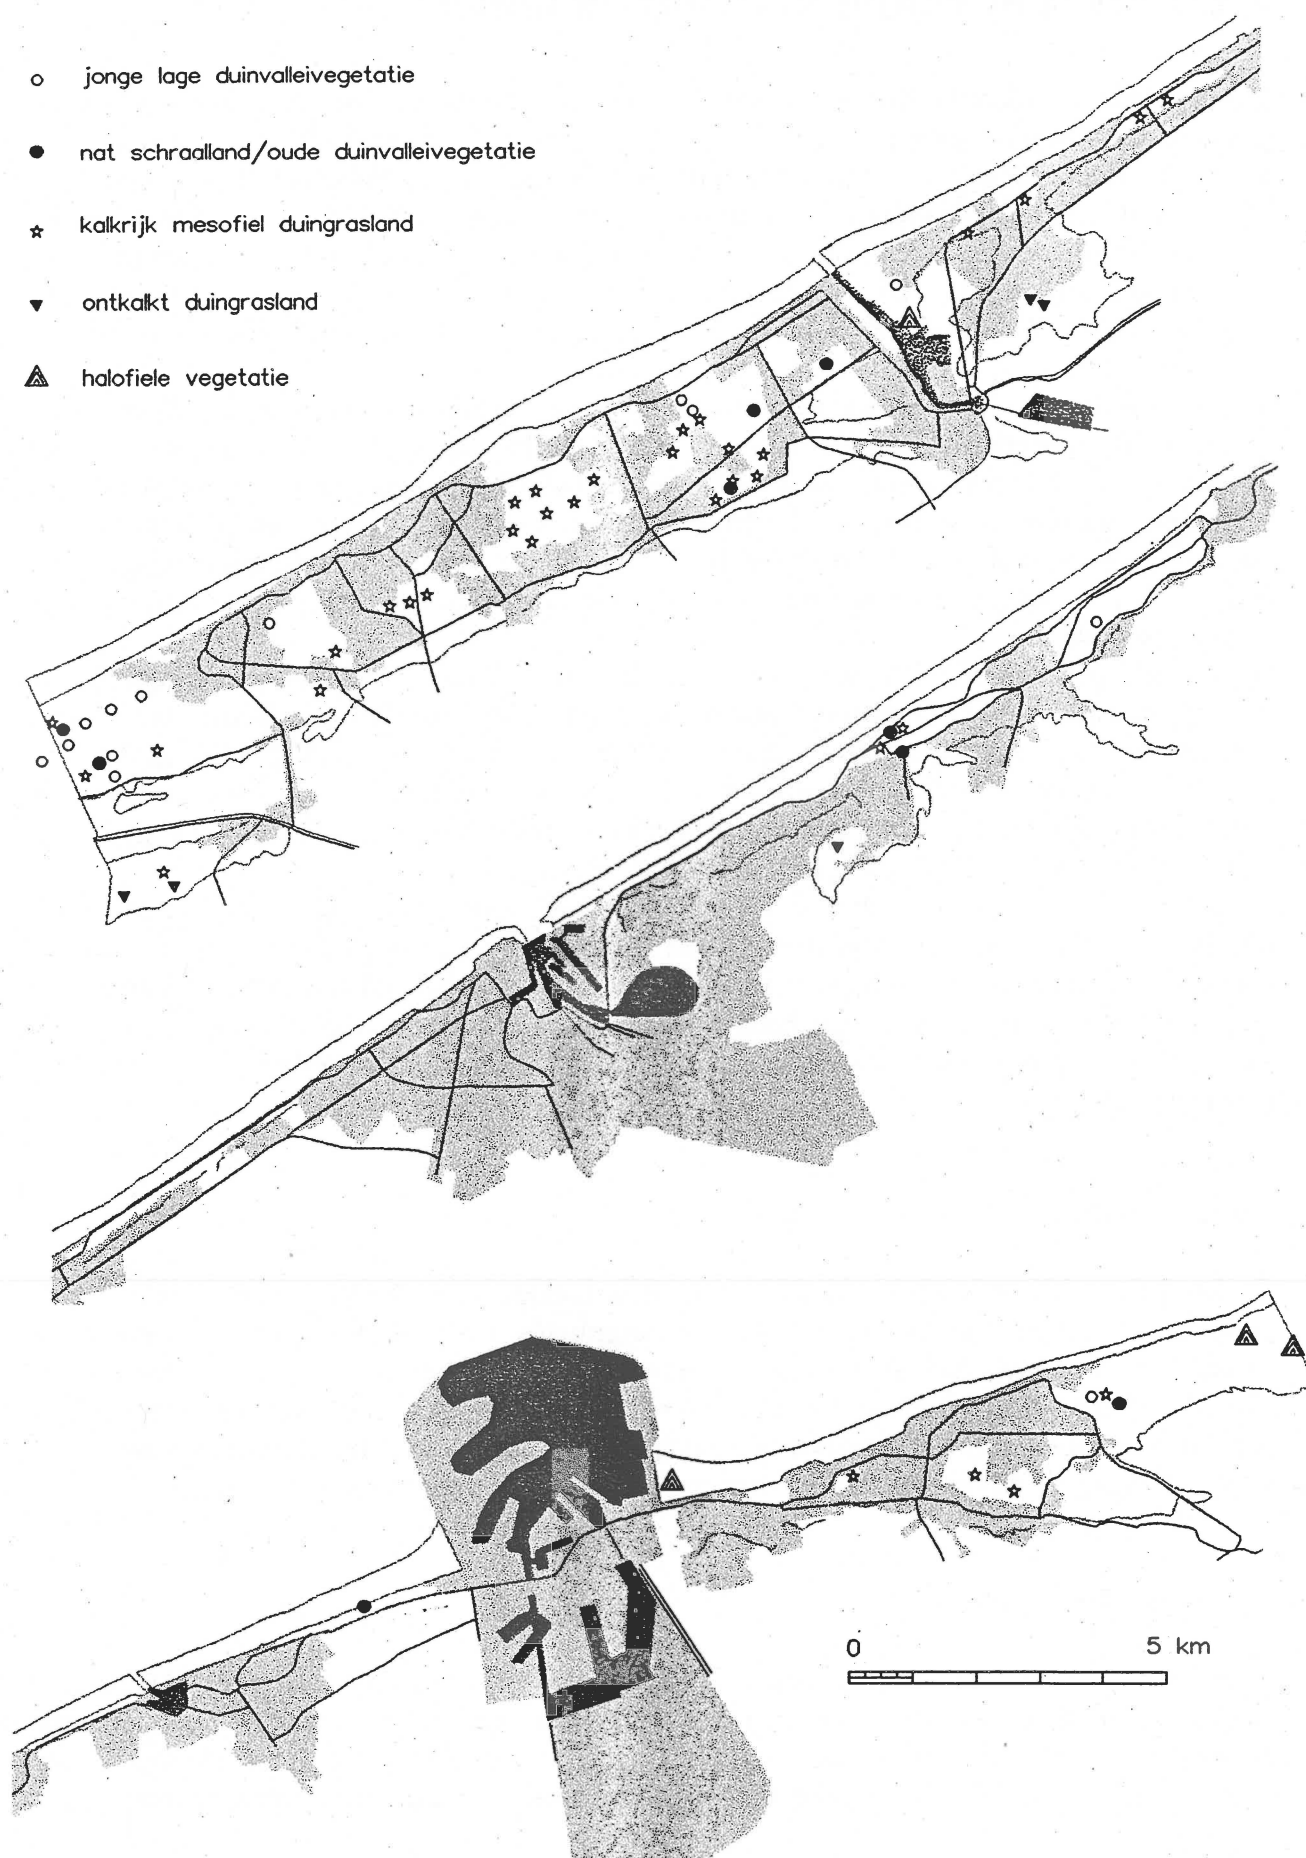 jonge lage duinvalleivegetatie
nat schraalland/oude duinvalleivegetatie
kalkrijk mesofiel duingrasland
ontkalkt duingrasland
halofiele vegetatie
0 5 km